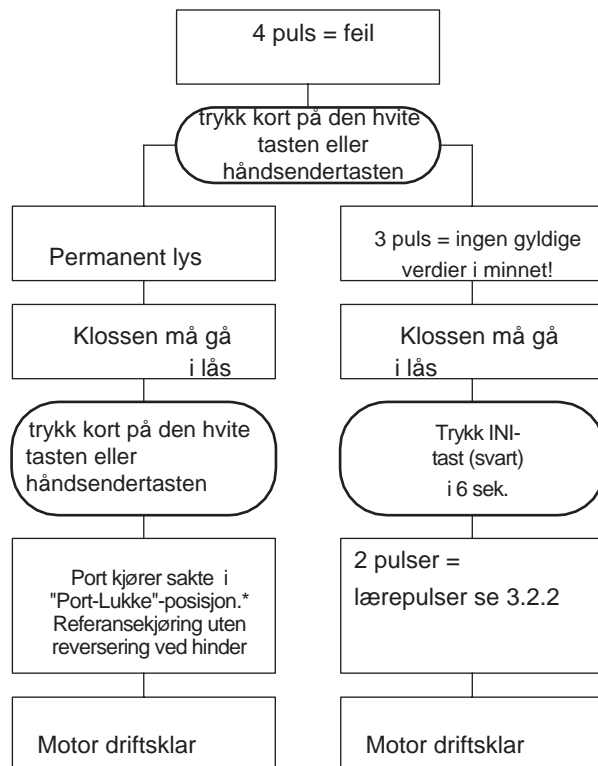 4 puls = feil
trykk kort på den hvite
tasten eller
håndsendertasten
Permanent lys
Klossen må gå
i lås
trykk kort på den hvite
tasten eller
håndsendertasten
Port kjører sakte i
"Port-Lukke"-posisjon.*
Referansekjøring uten
reversering ved hinder
Motor driftsklar
3 puls = ingen gyldige
verdier i minnet!
Klossen må gå
i lås
Trykk INI-
tast (svart)
i 6 sek.
2 pulser =
lærepulser se 3.2.2
Motor driftsklar